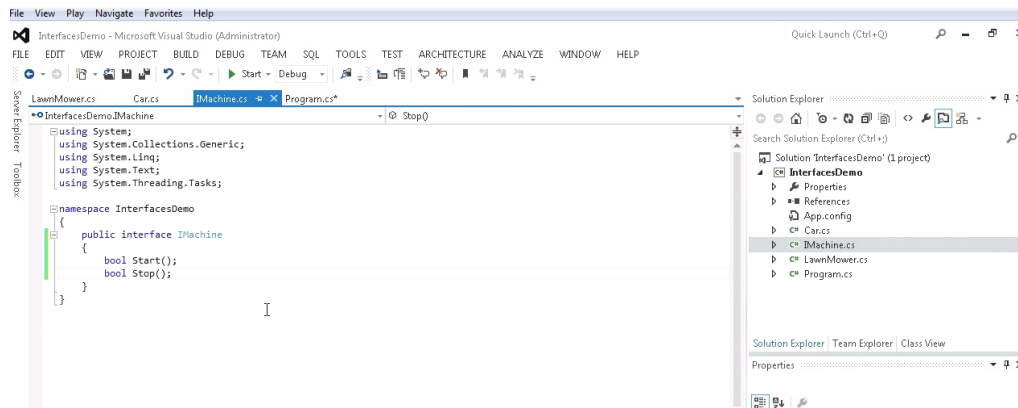 File View Play Navigate Favorites Help
InterfacesDemo - Microsoft Visual Studio (Administrator)
Quick Launch (Ctrl+Q)
FILE EDIT VIEW PROJECT BUILD DEBUG TEAM SQL TOOLS TEST ARCHITECTURE ANALYZE WINDOW HELP
Start Debug
Server Explorer Toolbox
LawnMower.cs Car.cs IMachine.cs Program.cs*
InterfacesDemo.IMachine Stop()
using System;
using System.Collections.Generic;
using System.Linq;
using System.Text;
using System.Threading.Tasks;
namespace InterfacesDemo
{
public interface IMachine
{
bool Start();
bool Stop();
}
}
Solution Explorer
Search Solution Explorer (Ctrl+;)
Solution 'InterfacesDemo' (1 project)
C# InterfacesDemo
Properties
References
App.config
C# Car.cs
C# IMachine.cs
C# LawnMower.cs
C# Program.cs
Solution Explorer Team Explorer Class View
Properties